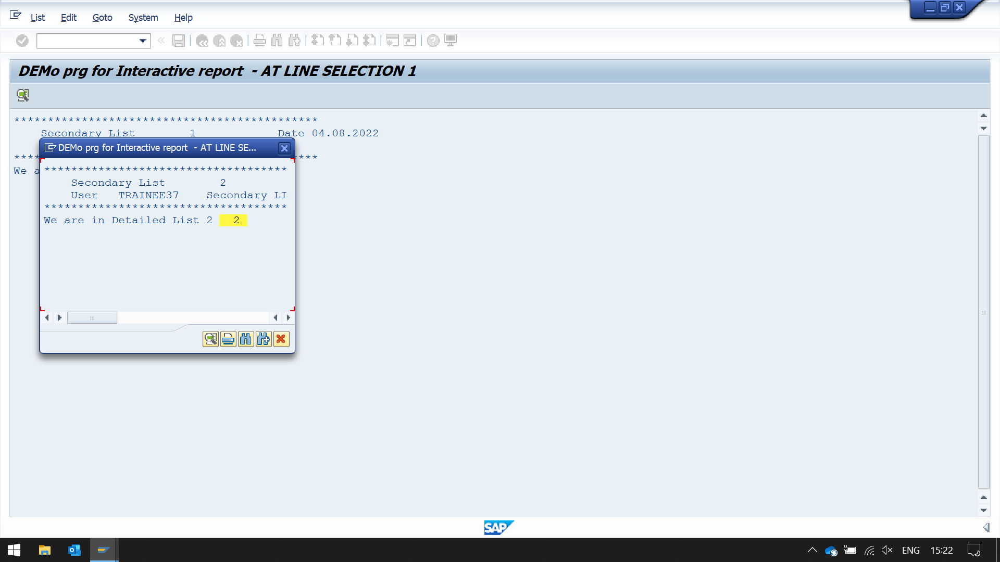 List Edit Goto System Help
DEMo prg for Interactive report - AT LINE SELECTION 1
*********************************************
Secondary List 1 Date 04.08.2022
DEMo prg for Interactive report - AT LINE SE...
**** ****
We a
************************************
Secondary List 2
User TRAINEE37 Secondary LI
************************************
We are in Detailed List 2 2
SAP
ENG 15:22